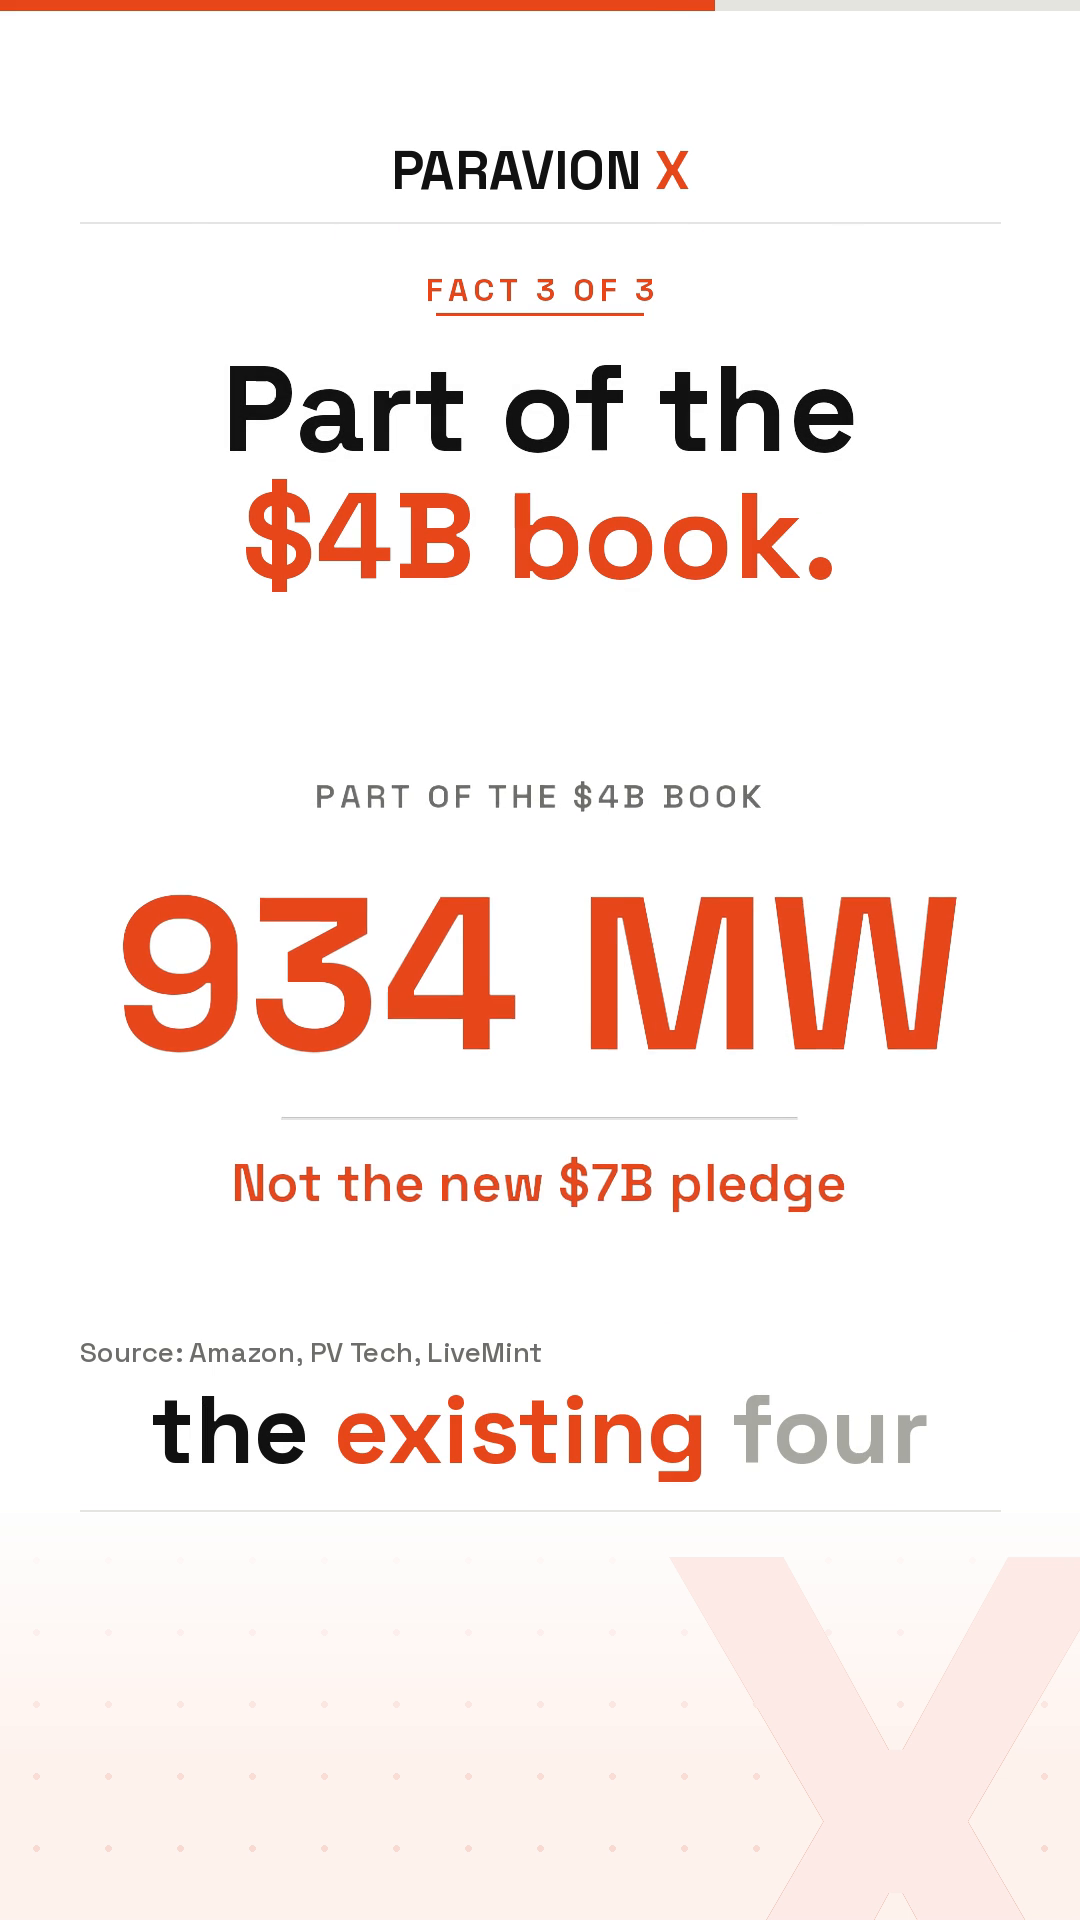 PARAVION X
FACT 3 OF 3
Part of the
$4B book.
PART OF THE $4B BOOK
934 MW
Not the new $7B pledge
Source: Amazon, PV Tech, LiveMint
the existing four
X